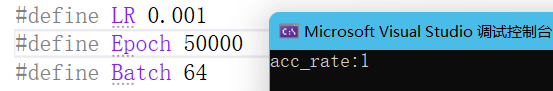 #define LR 0.001
#define Epoch 50000
#define Batch 64
Microsoft Visual Studio 调试控制台
acc_rate:1